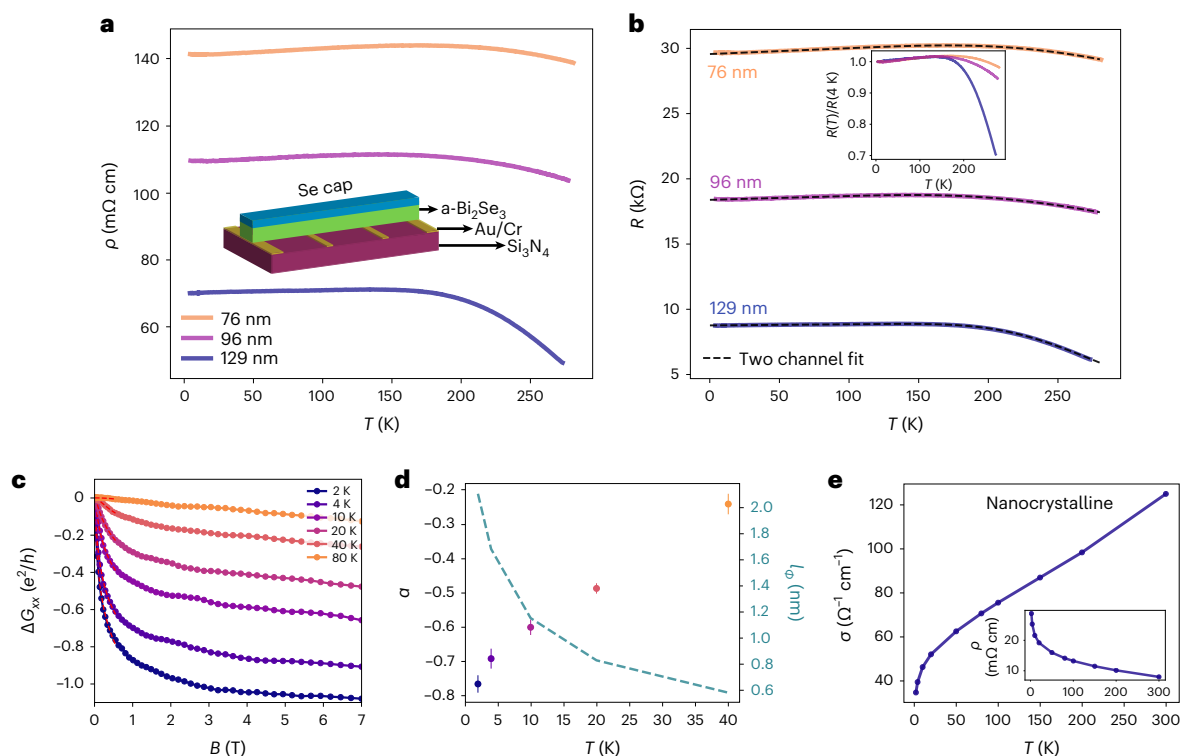 a
140
120
100
80
60
ρ (mΩ cm)
Se cap
a-Bi₂Se₃
Au/Cr
Si₃N₄
76 nm
96 nm
129 nm
0 50 100 150 200 250
T (K)
b
30
25
20
15
10
5
R (kΩ)
76 nm
96 nm
129 nm
Two channel fit
1.0
0.9
0.8
0.7
R(T)/R(4 K)
0 200
T (K)
0 50 100 150 200 250
T (K)
c
0
−0.2
−0.4
−0.6
−0.8
−1.0
ΔGxx (e²/h)
2 K
4 K
10 K
20 K
40 K
80 K
0 1 2 3 4 5 6 7
B (T)
d
−0.2
−0.3
−0.4
−0.5
−0.6
−0.7
−0.8
α
2.0
1.8
1.6
1.4
1.2
1.0
0.8
0.6
lΦ (nm)
0 5 10 15 20 25 30 35 40
T (K)
e
Nanocrystalline
120
100
80
60
40
σ (Ω⁻¹ cm⁻¹)
20
10
ρ
(mΩ cm)
0 100 200 300
0 50 100 150 200 250 300
T (K)